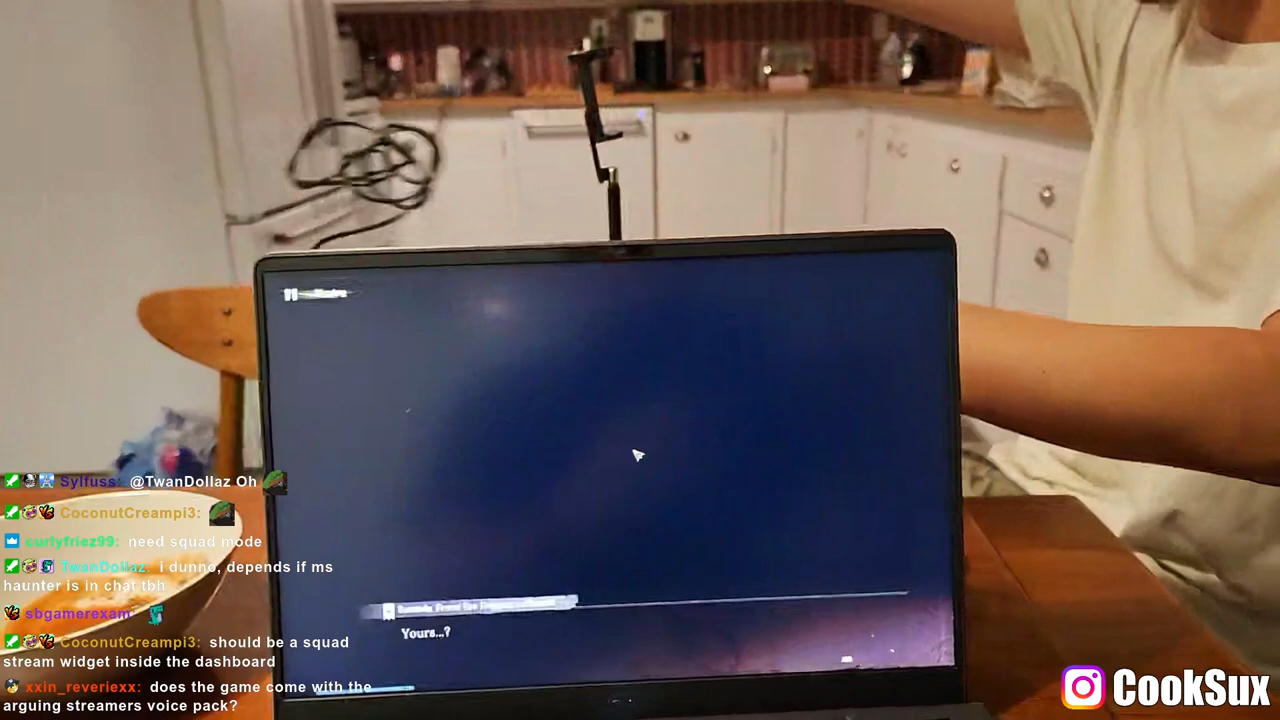 Yours...?
Sylfuss: @TwanDollaz Oh
CoconutCreampi3:
curlyfriez99: need squad mode
TwanDollaz: i dunno, depends if ms
haunter is in chat tbh
sbgamerexam:
CoconutCreampi3: should be a squad
stream widget inside the dashboard
xxin_reveriexx: does the game come with the
arguing streamers voice pack?
CookSux